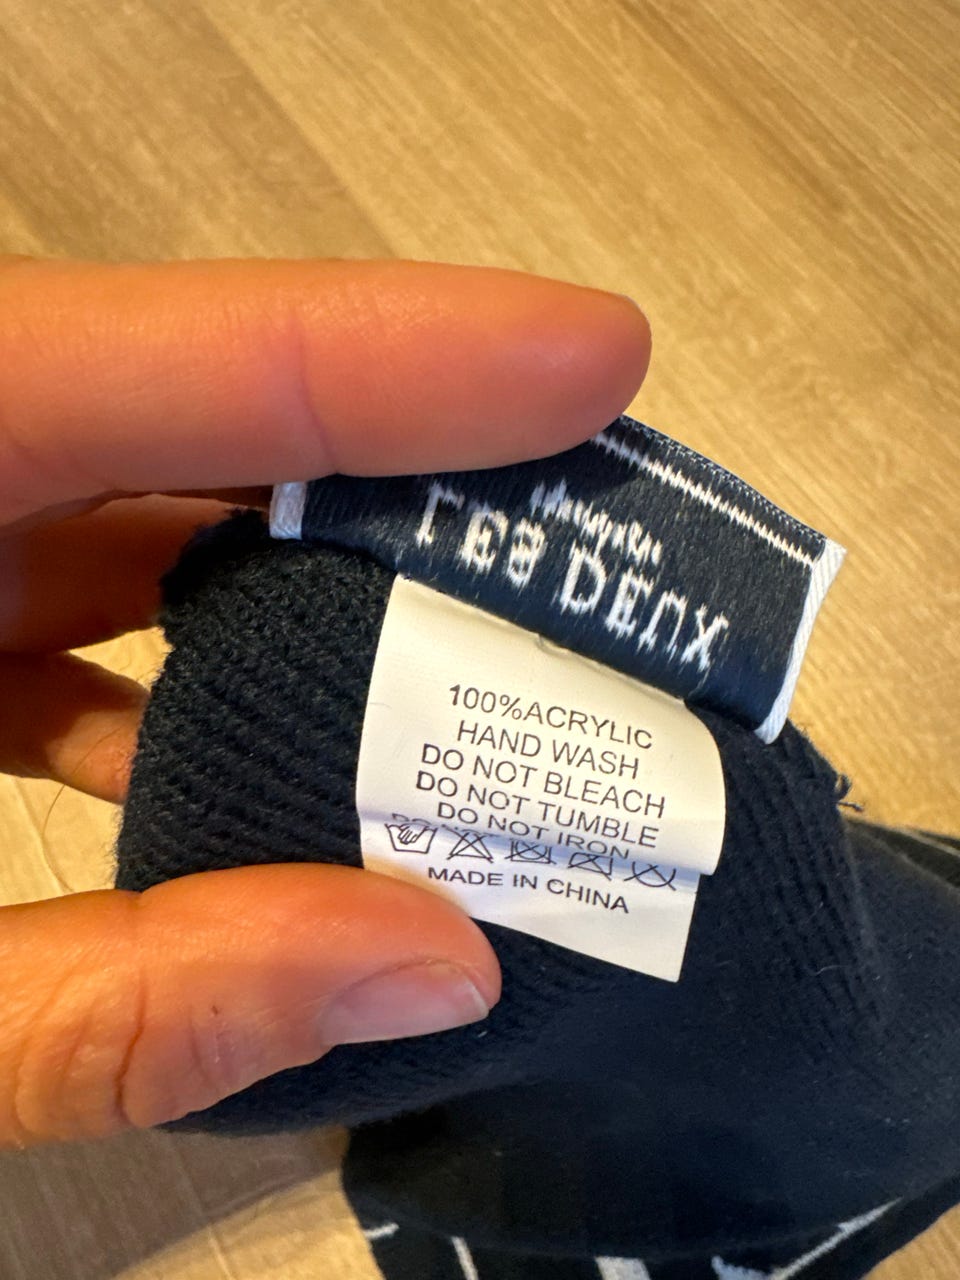 LES DEUX
100%ACRYLIC
HAND WASH
DO NOT BLEACH
DO NOT TUMBLE
DO NOT IRON
MADE IN CHINA